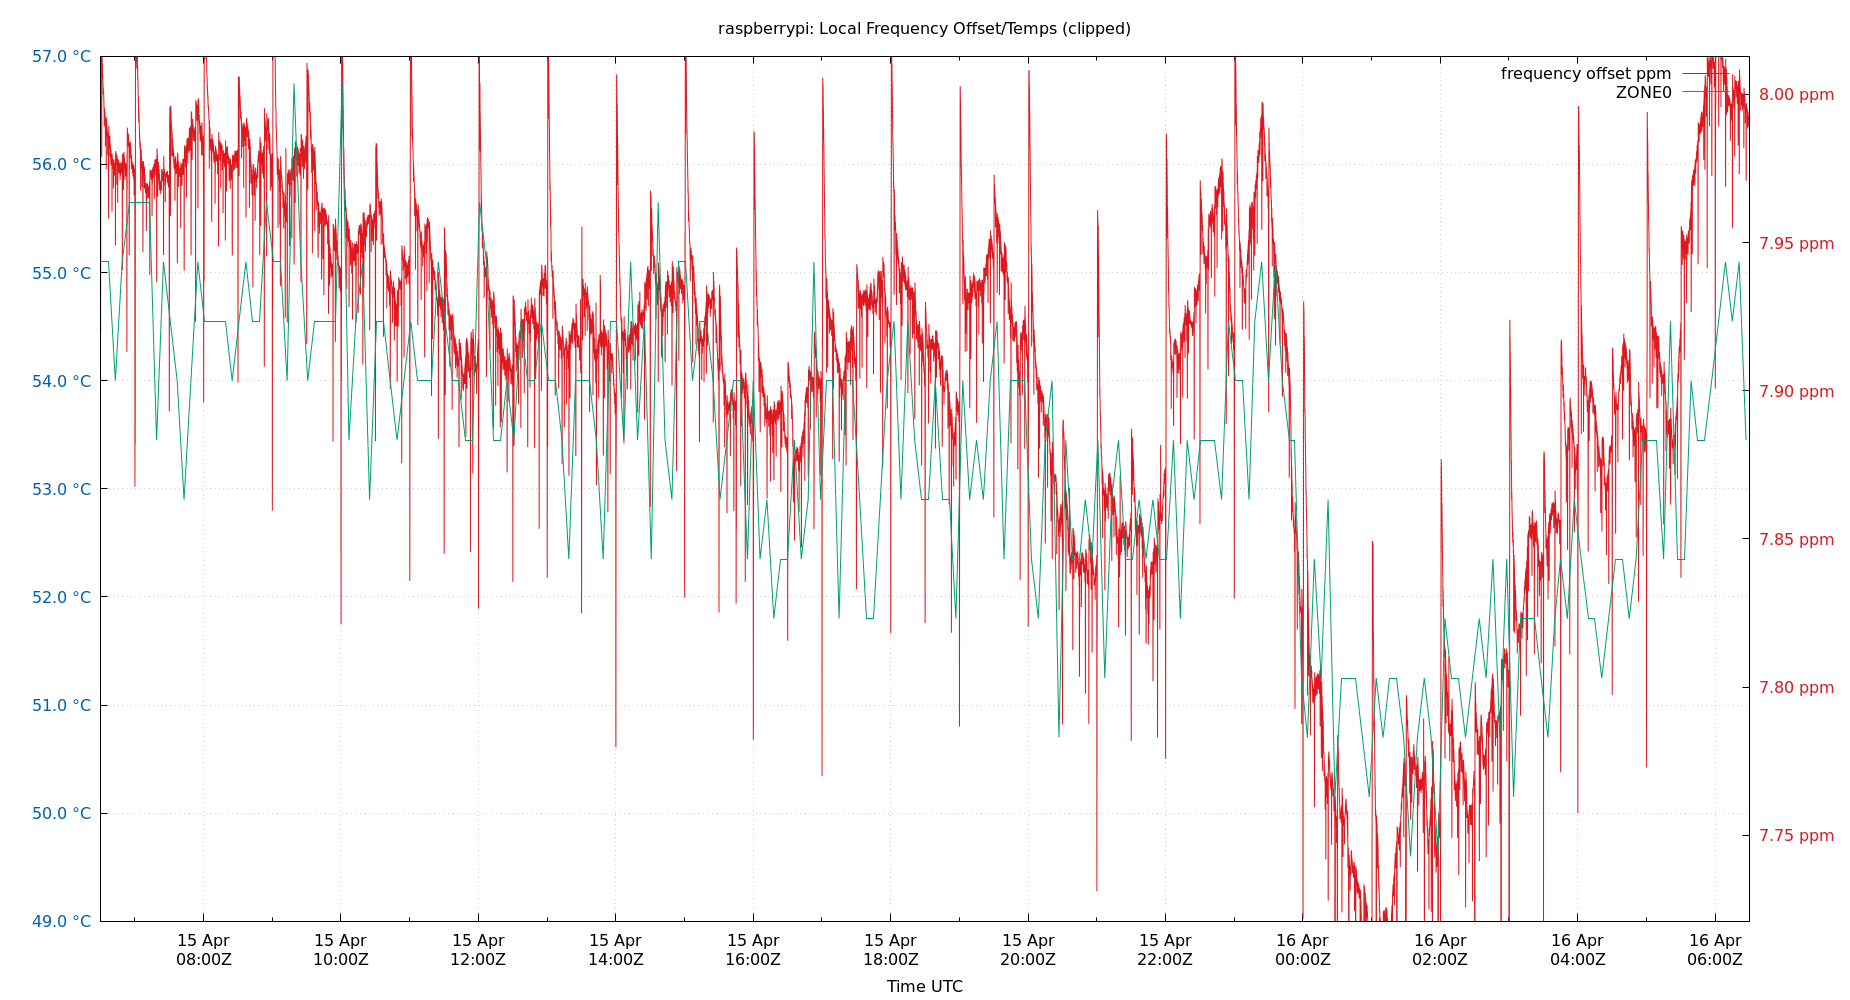 raspberrypi: Local Frequency Offset/Temps (clipped)
57.0 °C
56.0 °C
55.0 °C
54.0 °C
53.0 °C
52.0 °C
51.0 °C
50.0 °C
49.0 °C
frequency offset ppm
ZONE0
8.00 ppm
7.95 ppm
7.90 ppm
7.85 ppm
7.80 ppm
7.75 ppm
15 Apr 15 Apr 15 Apr 15 Apr 15 Apr 15 Apr 15 Apr 15 Apr 16 Apr 16 Apr 16 Apr 16 Apr
08:00Z 10:00Z 12:00Z 14:00Z 16:00Z 18:00Z 20:00Z 22:00Z 00:00Z 02:00Z 04:00Z 06:00Z
Time UTC